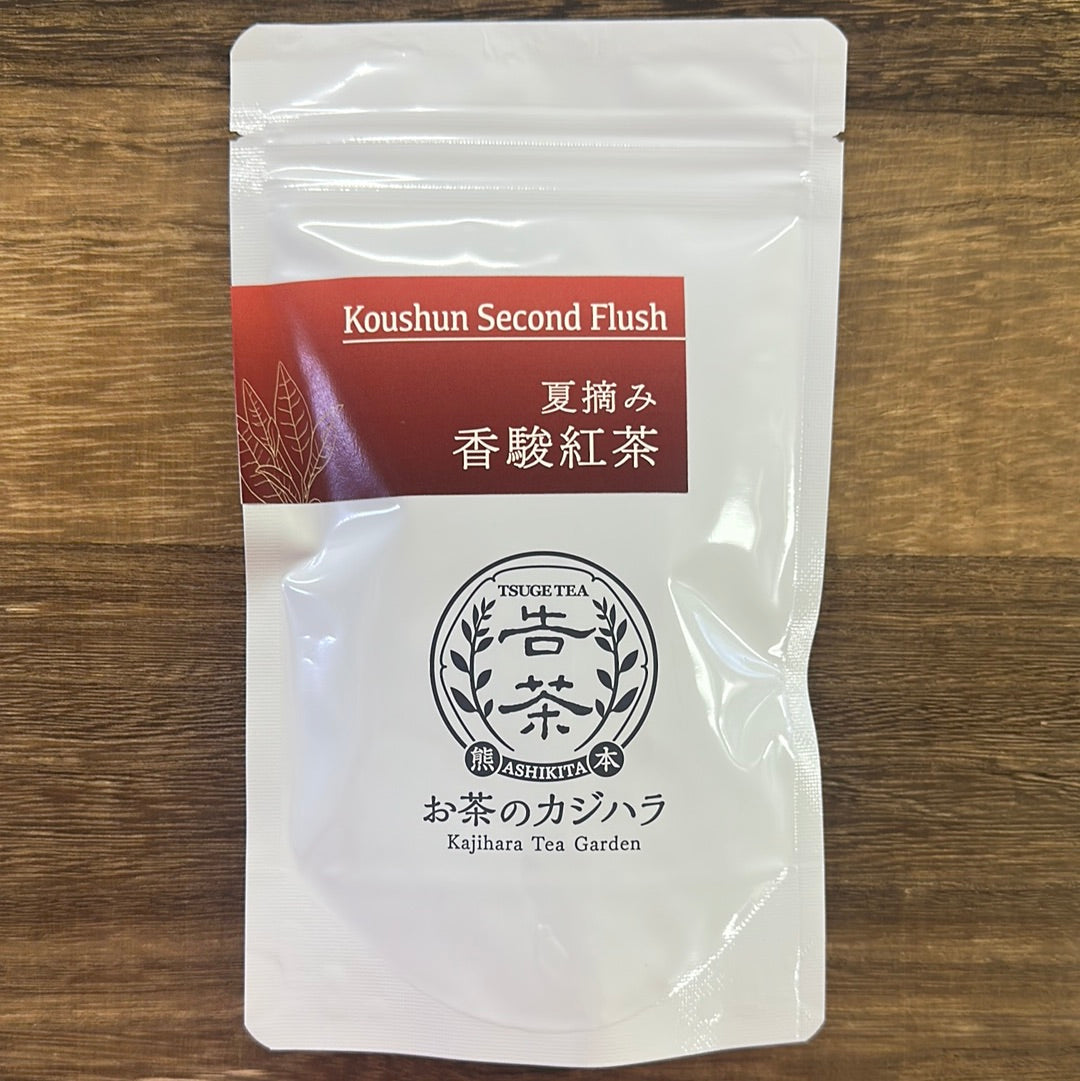 Koushun Second Flush
夏摘み
香駿紅茶
TSUGE TEA
告茶
熊 ASHIKITA 本
お茶のカジハラ
Kajihara Tea Garden